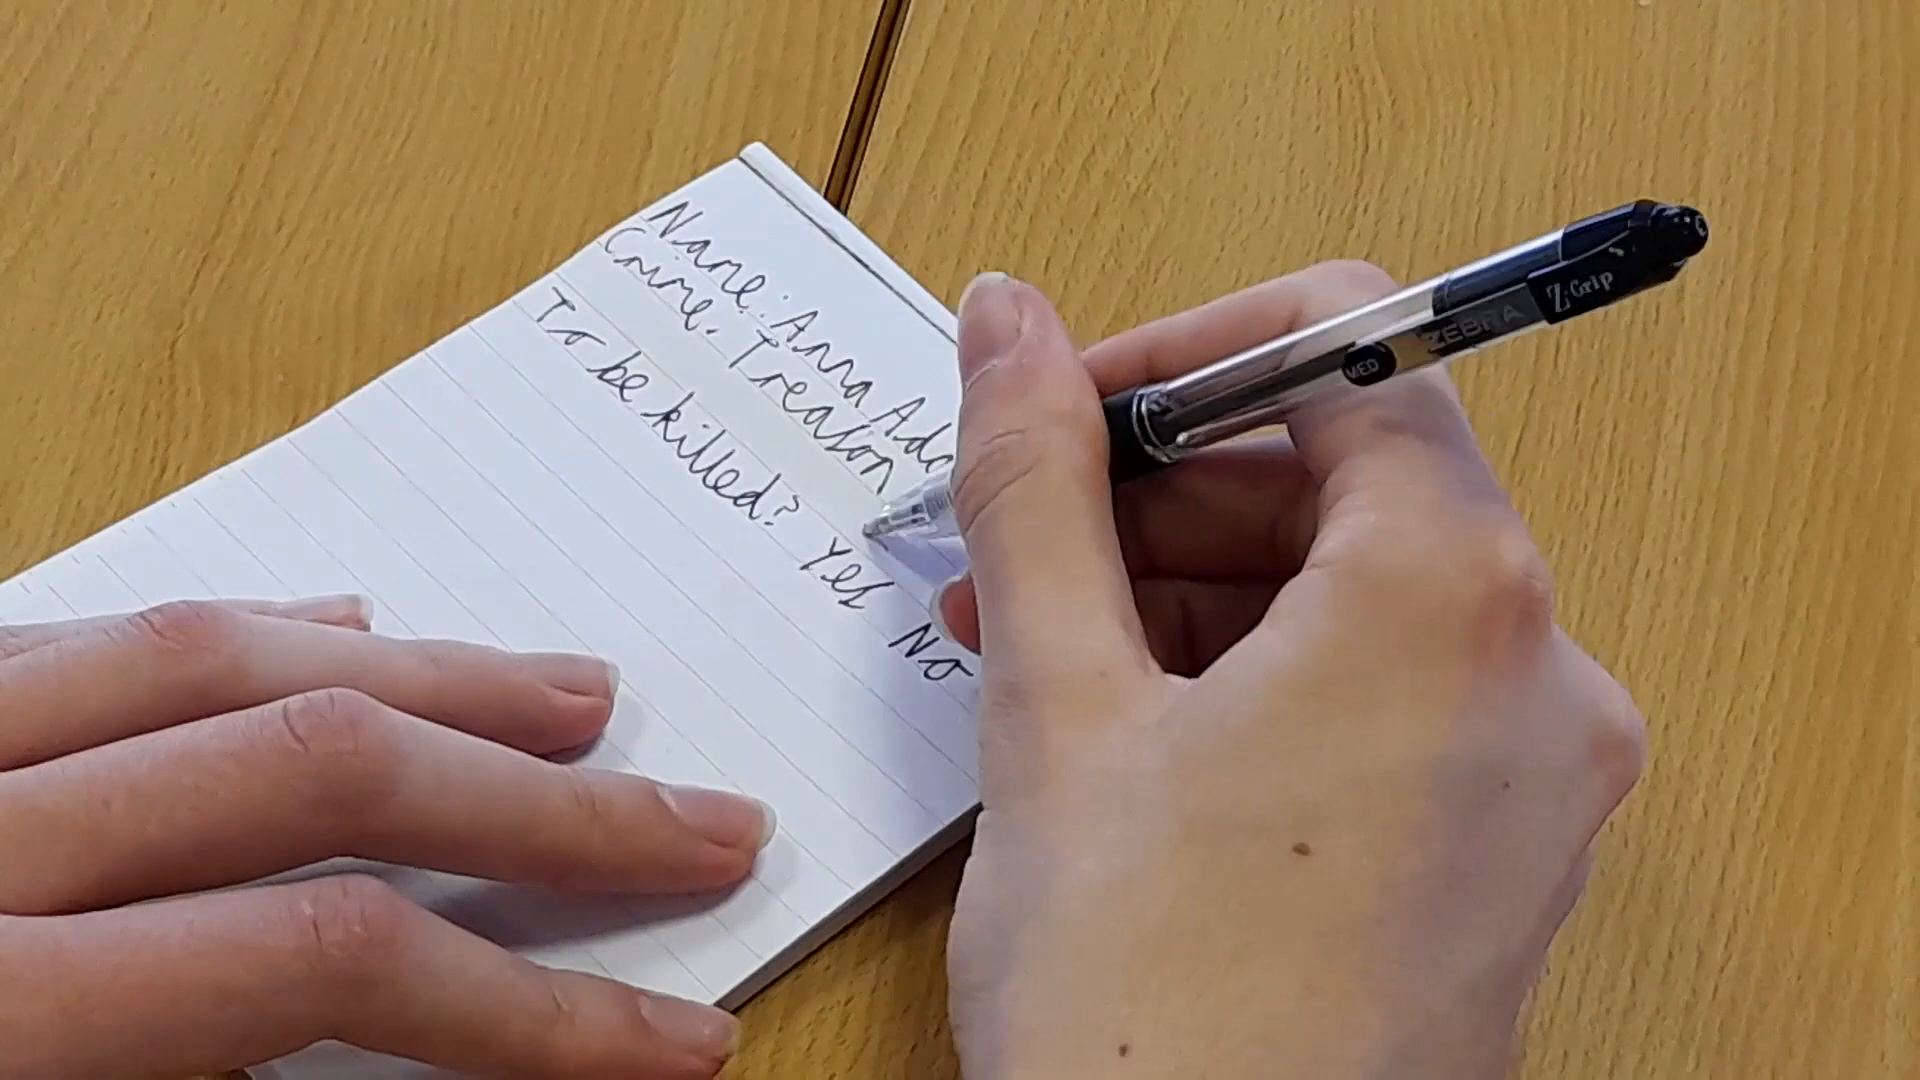 Name: Anna
Crime: Treason
To be killed? Yes No
ZEBRA
Z-Grip
MED